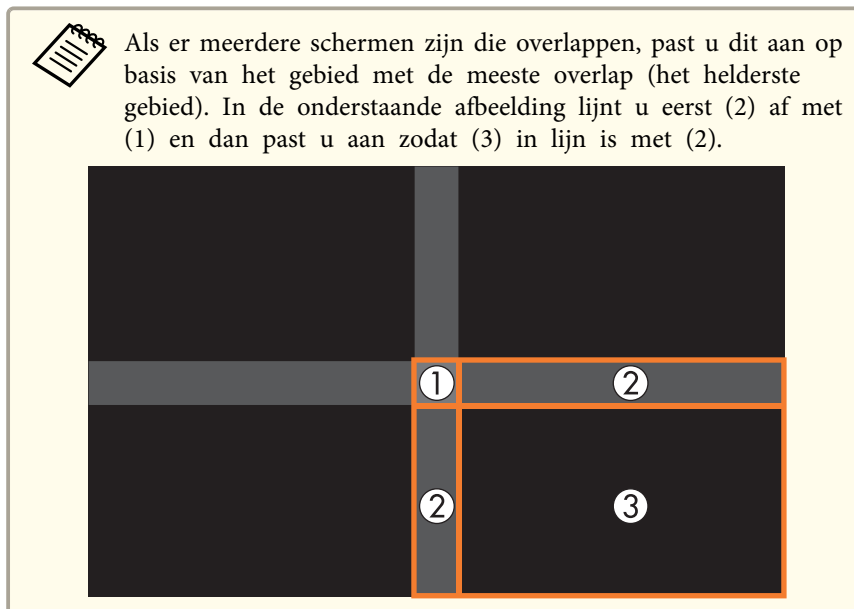 Als er meerdere schermen zijn die overlappen, past u dit aan op
basis van het gebied met de meeste overlap (het helderste
gebied). In de onderstaande afbeelding lijnt u eerst (2) af met
(1) en dan past u aan zodat (3) in lijn is met (2).
1 2
2 3